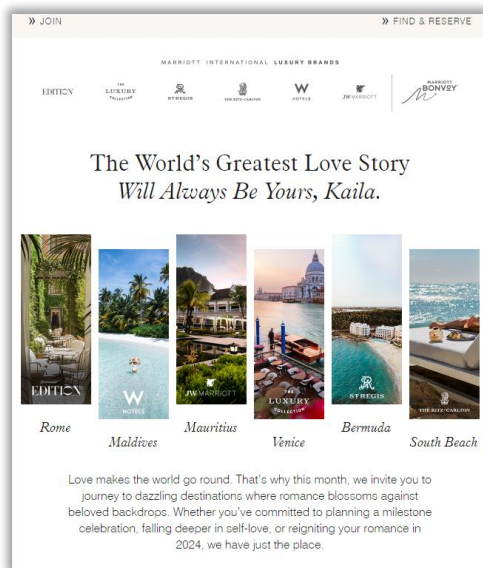 » JOIN
» FIND & RESERVE
MARRIOTT INTERNATIONAL LUXURY BRANDS
EDITION
THE
LUXURY
COLLECTION
ST REGIS
THE RITZ-CARLTON
W
HOTELS
JW MARRIOTT
MARRIOTT
BONVOY
The World's Greatest Love Story
Will Always Be Yours, Kaila.
EDITION
W
HOTELS
JW MARRIOTT
THE
LUXURY
COLLECTION
ST REGIS
THE RITZ-CARLTON
Rome
Maldives
Mauritius
Venice
Bermuda
South Beach
Love makes the world go round. That's why this month, we invite you to
journey to dazzling destinations where romance blossoms against
beloved backdrops. Whether you've committed to planning a milestone
celebration, falling deeper in self-love, or reigniting your romance in
2024, we have just the place.